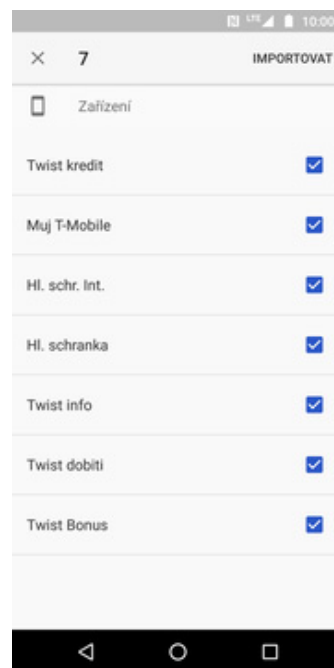 LTE 10:00
7 IMPORTOVAT
Zařízení
Twist kredit
Muj T-Mobile
Hl. schr. Int.
Hl. schranka
Twist info
Twist dobiti
Twist Bonus